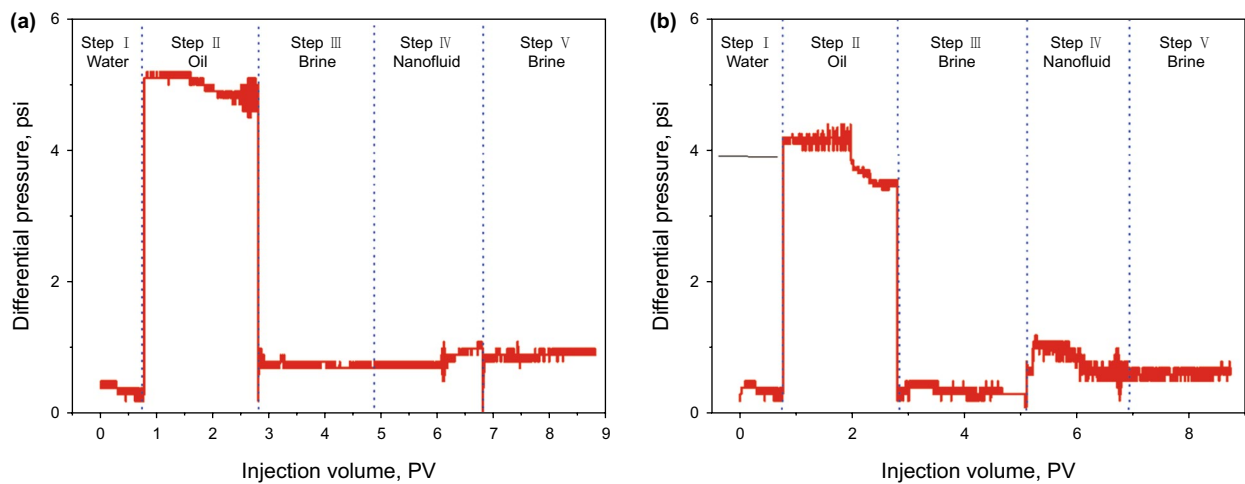 (a)
Step Ⅰ
Water
Step Ⅱ
Oil
Step Ⅲ
Brine
Step Ⅳ
Nanofluid
Step Ⅴ
Brine
6
4
2
0
Differential pressure, psi
0 1 2 3 4 5 6 7 8 9
Injection volume, PV
(b)
Step Ⅰ
Water
Step Ⅱ
Oil
Step Ⅲ
Brine
Step Ⅳ
Nanofluid
Step Ⅴ
Brine
6
4
2
0
Differential pressure, psi
0 2 4 6 8
Injection volume, PV